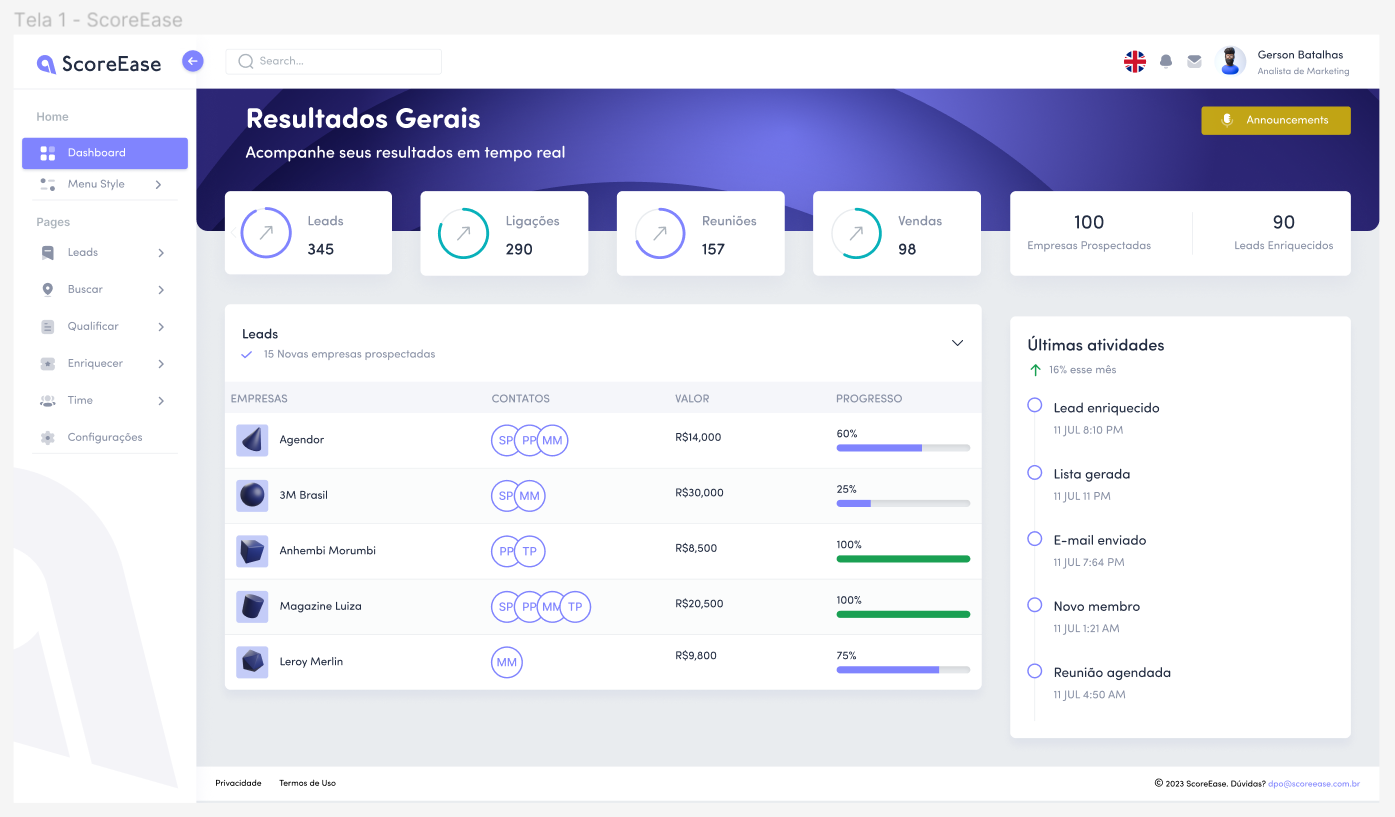 Tela 1 - ScoreEase
ScoreEase
Search...
Gerson Batalhas
Analista de Marketing
Home
Dashboard
Menu Style
Pages
Leads
Buscar
Qualificar
Enriquecer
Time
Configurações
Resultados Gerais
Acompanhe seus resultados em tempo real
Announcements
Leads
345
Ligações
290
Reuniões
157
Vendas
98
100
Empresas Prospectadas
90
Leads Enriquecidos
Leads
15 Novas empresas prospectadas
EMPRESAS CONTATOS VALOR PROGRESSO
Agendor SP PP MM R$14,000 60%
3M Brasil SP MM R$30,000 25%
Anhembi Morumbi PP TP R$8,500 100%
Magazine Luiza SP PP MM TP R$20,500 100%
Leroy Merlin MM R$9,800 75%
Últimas atividades
16% esse mês
Lead enriquecido
11 JUL 8:10 PM
Lista gerada
11 JUL 11 PM
E-mail enviado
11 JUL 7:64 PM
Novo membro
11 JUL 1:21 AM
Reunião agendada
11 JUL 4:50 AM
Privacidade Termos de Uso
© 2023 ScoreEase. Dúvidas? dpo@scoreease.com.br